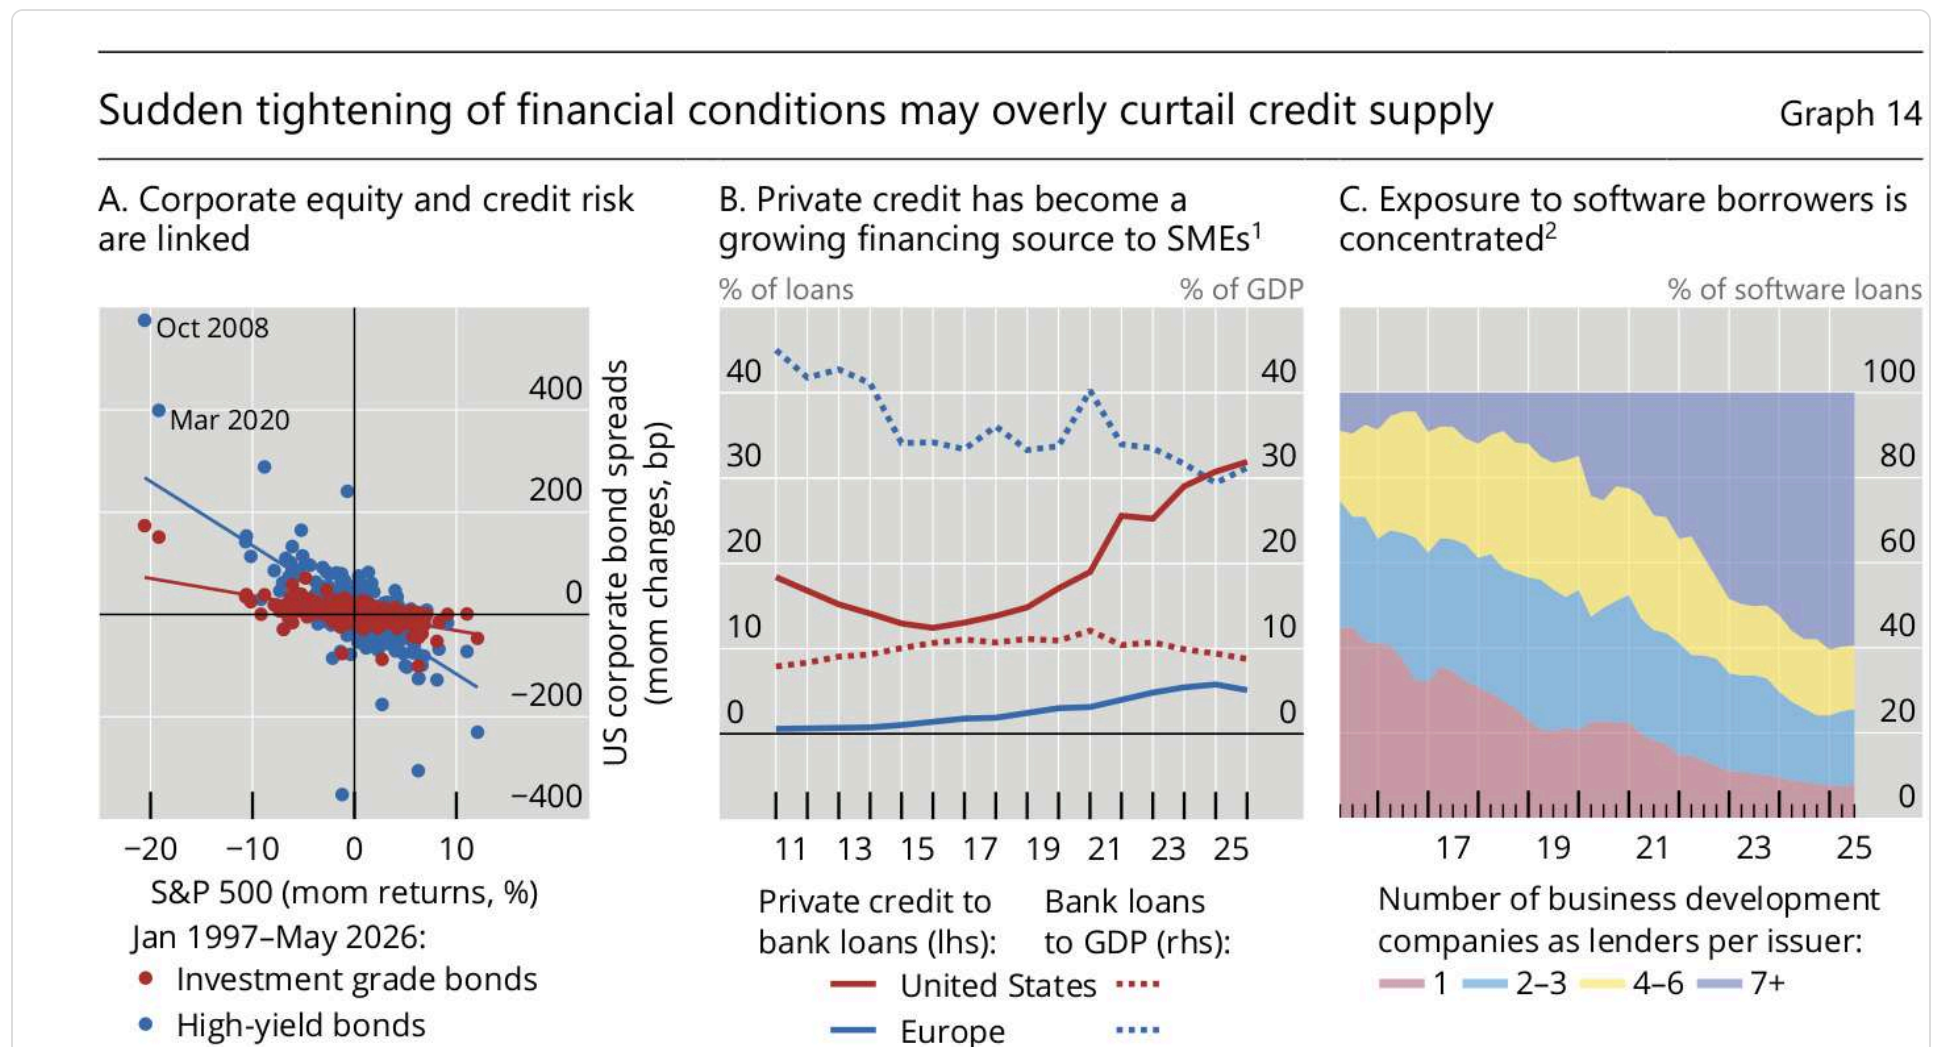 Sudden tightening of financial conditions may overly curtail credit supply
Graph 14
A. Corporate equity and credit risk
are linked
Oct 2008
Mar 2020
400
200
0
−200
−400
US corporate bond spreads
(mom changes, bp)
−20 −10 0 10
S&P 500 (mom returns, %)
Jan 1997–May 2026:
Investment grade bonds
High-yield bonds
B. Private credit has become a
growing financing source to SMEs¹
% of loans % of GDP
40 40
30 30
20 20
10 10
0 0
11 13 15 17 19 21 23 25
Private credit to
bank loans (lhs):
Bank loans
to GDP (rhs):
United States
Europe
C. Exposure to software borrowers is
concentrated²
% of software loans
100
80
60
40
20
0
17 19 21 23 25
Number of business development
companies as lenders per issuer:
1 2–3 4–6 7+